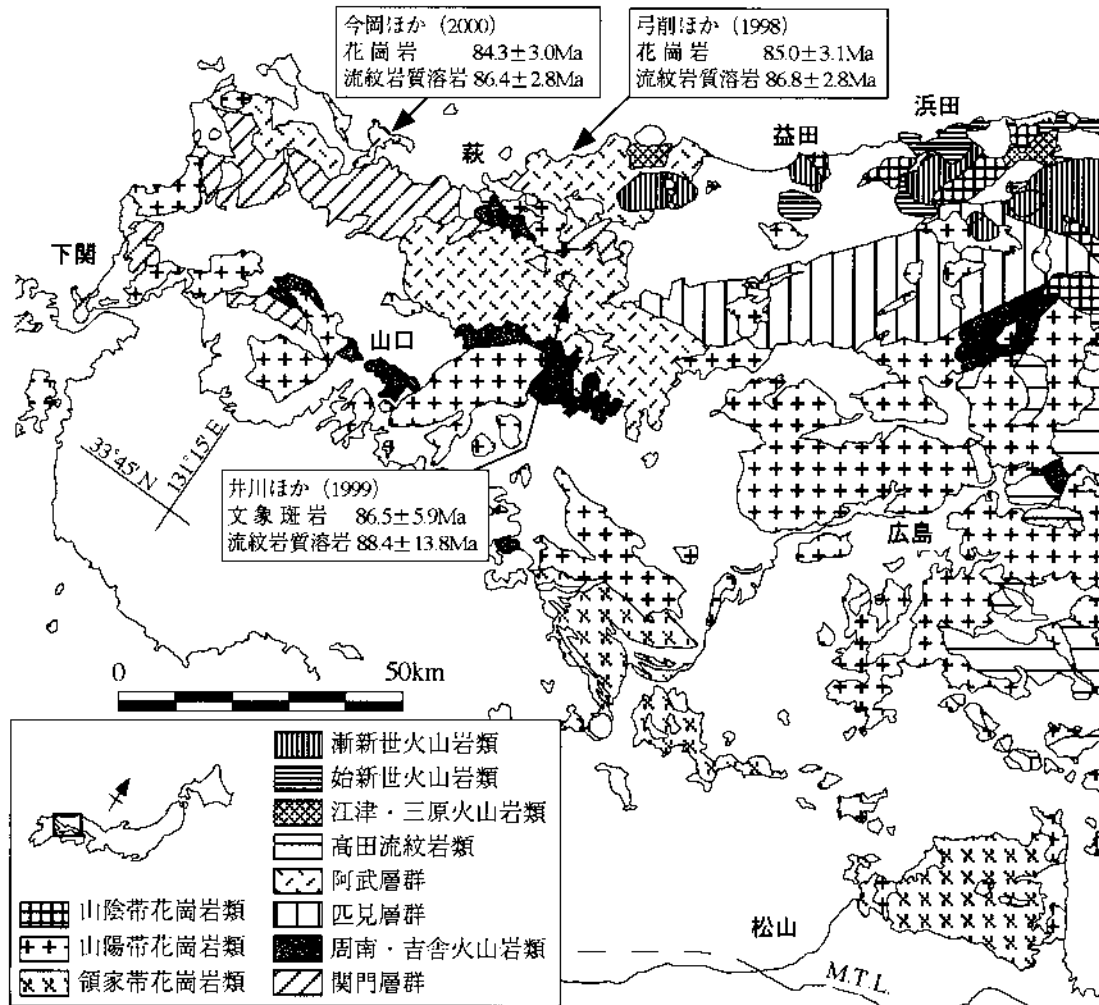 今岡ほか (2000)
花崗岩 84.3±3.0Ma
流紋岩質溶岩 86.4±2.8Ma
弓削ほか (1998)
花崗岩 85.0±3.1Ma
流紋岩質溶岩 86.8±2.8Ma
浜田
益田
萩
下関
山口
33°45′N
131°15′E
井川ほか (1999)
文象斑岩 86.5±5.9Ma
流紋岩質溶岩 88.4±13.8Ma
広島
0 50km
漸新世火山岩類
始新世火山岩類
江津・三原火山岩類
高田流紋岩類
阿武層群
匹見層群
周南・吉舎火山岩類
関門層群
山陰帯花崗岩類
山陽帯花崗岩類
領家帯花崗岩類
松山
M.T.L.